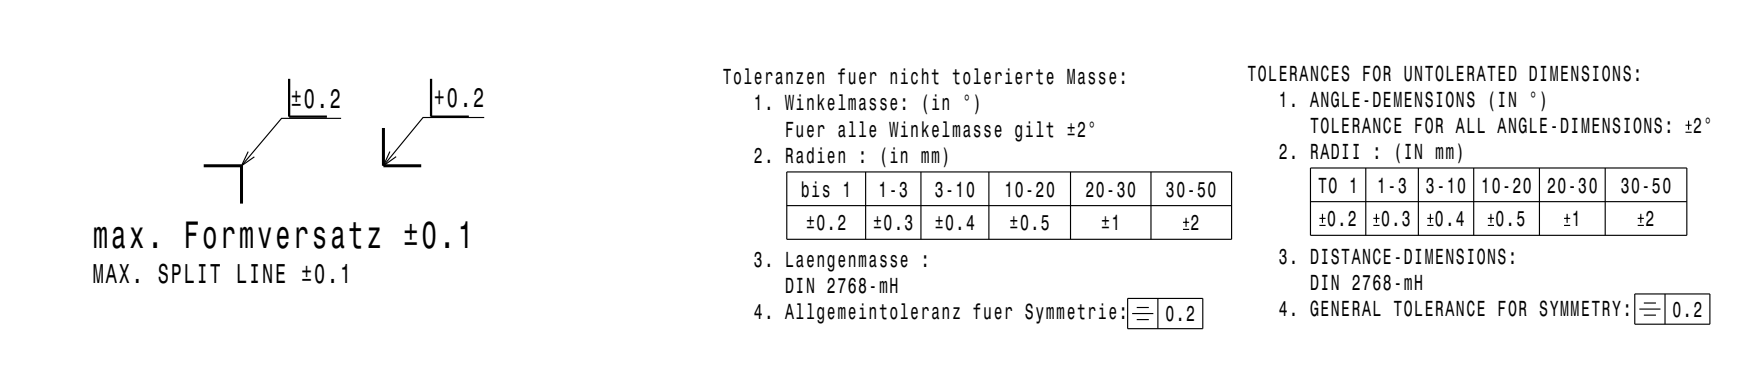 ±0.2
+0.2
max. Formversatz ±0.1
MAX. SPLIT LINE ±0.1
Toleranzen fuer nicht tolerierte Masse:
1. Winkelmasse: (in °)
Fuer alle Winkelmasse gilt ±2°
2. Radien : (in mm)
bis 1 1-3 3-10 10-20 20-30 30-50
±0.2 ±0.3 ±0.4 ±0.5 ±1 ±2
3. Laengenmasse :
DIN 2768-mH
4. Allgemeintoleranz fuer Symmetrie: ⌯ 0.2
TOLERANCES FOR UNTOLERATED DIMENSIONS:
1. ANGLE-DEMENSIONS (IN °)
TOLERANCE FOR ALL ANGLE-DIMENSIONS: ±2°
2. RADII : (IN mm)
TO 1 1-3 3-10 10-20 20-30 30-50
±0.2 ±0.3 ±0.4 ±0.5 ±1 ±2
3. DISTANCE-DIMENSIONS:
DIN 2768-mH
4. GENERAL TOLERANCE FOR SYMMETRY: ⌯ 0.2